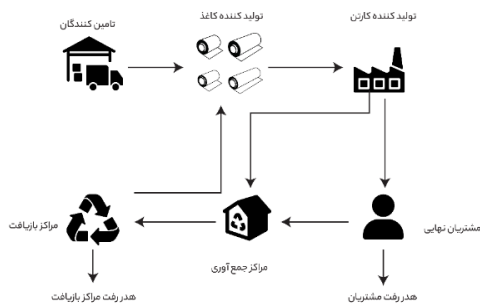 تولید کننده کارتن
تولید کننده کاغذ
تامین کنندگان
مشتریان نهایی
مراکز جمع آوری
مراکز بازیافت
هدر رفت مشتریان
هدر رفت مراکز بازیافت